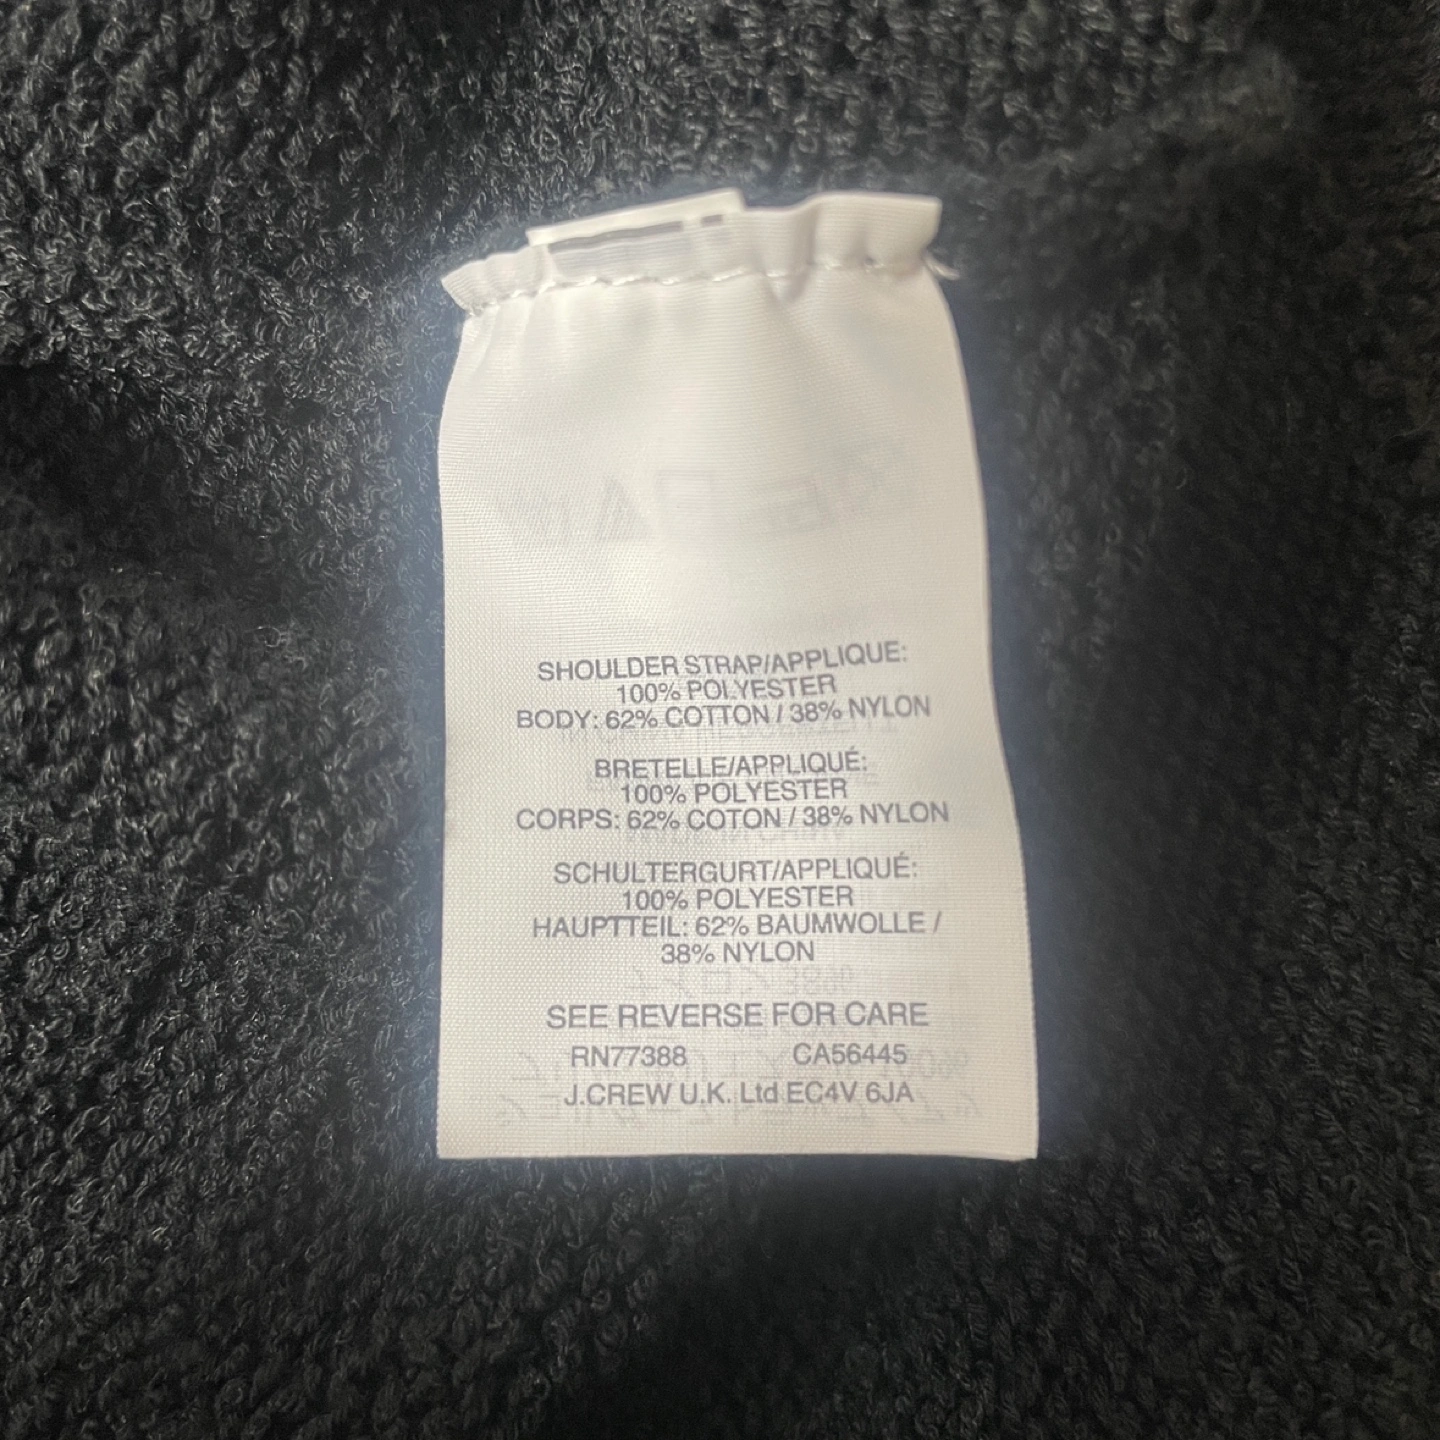 SHOULDER STRAP/APPLIQUE:
100% POLYESTER
BODY: 62% COTTON / 38% NYLON
BRETELLE/APPLIQUÉ:
100% POLYESTER
CORPS: 62% COTON / 38% NYLON
SCHULTERGURT/APPLIQUÉ:
100% POLYESTER
HAUPTTEIL: 62% BAUMWOLLE /
38% NYLON
SEE REVERSE FOR CARE
RN77388 CA56445
J.CREW U.K. Ltd EC4V 6JA